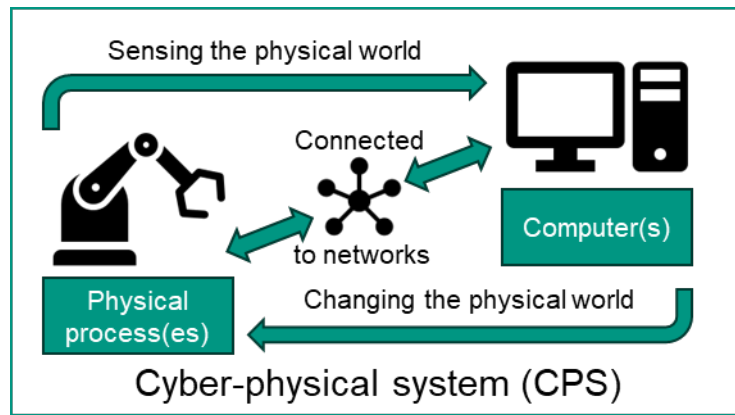 Sensing the physical world
Connected
to networks
Computer(s)
Physical
process(es)
Changing the physical world
Cyber-physical system (CPS)